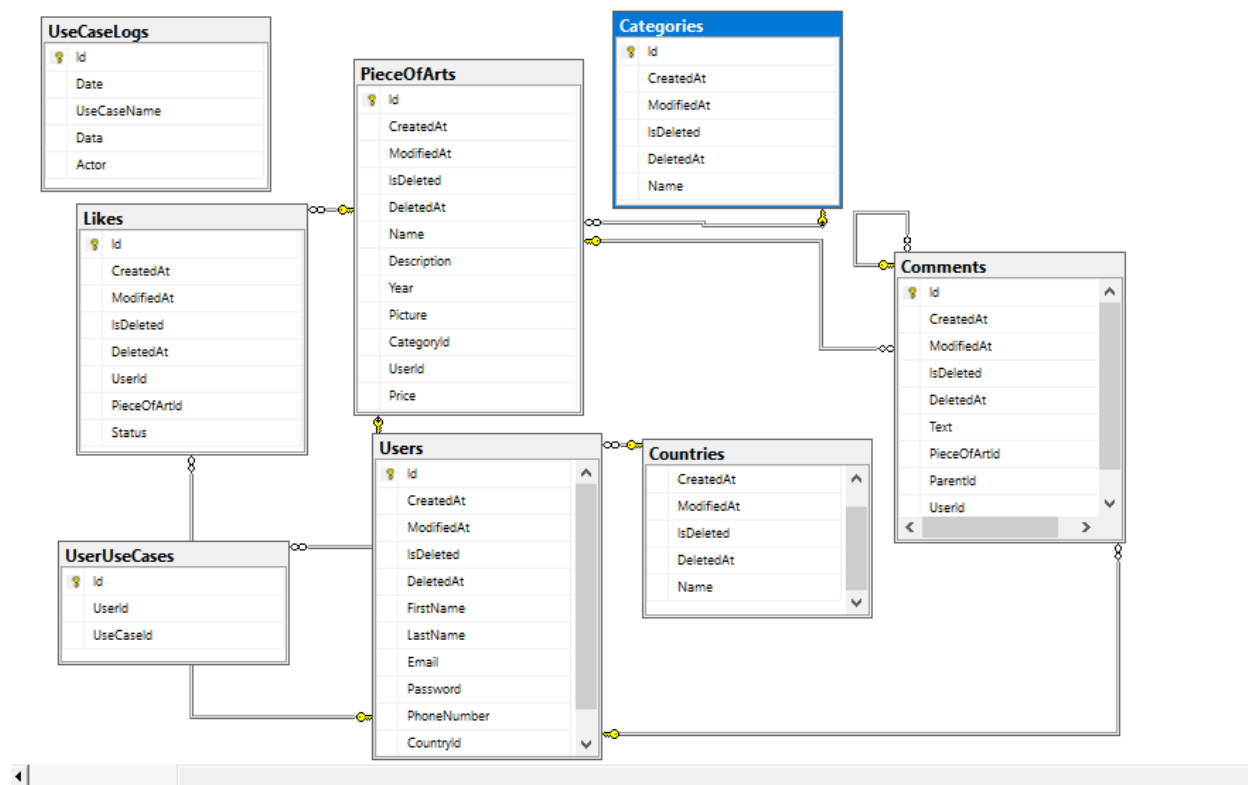 UseCaseLogs
Id
Date
UseCaseName
Data
Actor
PieceOfArts
Id
CreatedAt
ModifiedAt
IsDeleted
DeletedAt
Name
Description
Year
Picture
CategoryId
UserId
Price
Categories
Id
CreatedAt
ModifiedAt
IsDeleted
DeletedAt
Name
Likes
Id
CreatedAt
ModifiedAt
IsDeleted
DeletedAt
UserId
PieceOfArtId
Status
Comments
Id
CreatedAt
ModifiedAt
IsDeleted
DeletedAt
Text
PieceOfArtId
ParentId
UserId
Users
Id
CreatedAt
ModifiedAt
IsDeleted
DeletedAt
FirstName
LastName
Email
Password
PhoneNumber
CountryId
Countries
CreatedAt
ModifiedAt
IsDeleted
DeletedAt
Name
UserUseCases
Id
UserId
UseCaseId